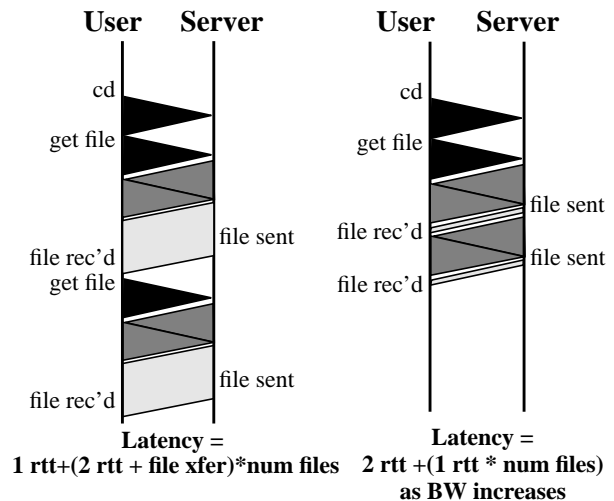 User Server
cd
get file
file rec'd
file sent
get file
file rec'd
file sent
Latency =
1 rtt+(2 rtt + file xfer)*num files
User Server
cd
get file
file sent
file rec'd
file sent
file rec'd
Latency =
2 rtt +(1 rtt * num files)
as BW increases